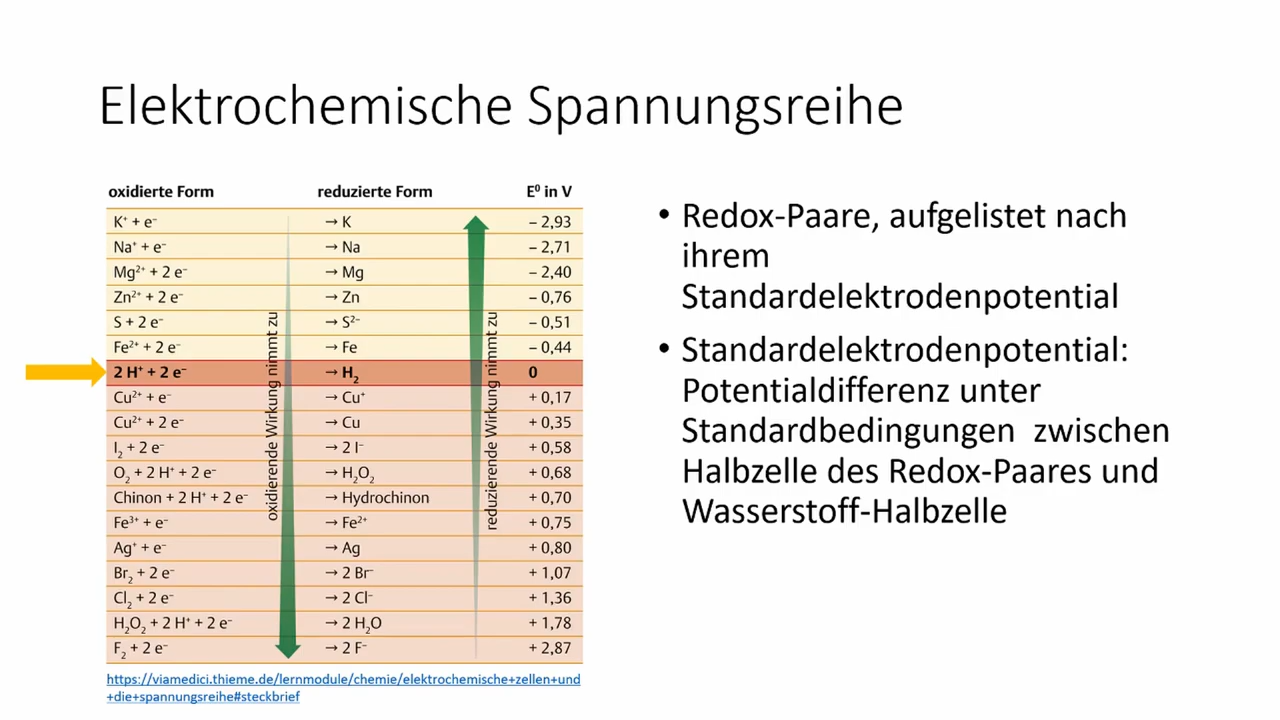 Elektrochemische Spannungsreihe
oxidierte Form reduzierte Form E⁰ in V
K⁺ + e⁻ → K – 2,93
Na⁺ + e⁻ → Na – 2,71
Mg²⁺ + 2 e⁻ → Mg – 2,40
Zn²⁺ + 2 e⁻ → Zn – 0,76
S + 2 e⁻ → S²⁻ – 0,51
Fe²⁺ + 2 e⁻ → Fe – 0,44
2 H⁺ + 2 e⁻ → H₂ 0
Cu²⁺ + e⁻ → Cu⁺ + 0,17
Cu²⁺ + 2 e⁻ → Cu + 0,35
I₂ + 2 e⁻ → 2 I⁻ + 0,58
O₂ + 2 H⁺ + 2 e⁻ → H₂O₂ + 0,68
Chinon + 2 H⁺ + 2 e⁻ → Hydrochinon + 0,70
Fe³⁺ + e⁻ → Fe²⁺ + 0,75
Ag⁺ + e⁻ → Ag + 0,80
Br₂ + 2 e⁻ → 2 Br⁻ + 1,07
Cl₂ + 2 e⁻ → 2 Cl⁻ + 1,36
H₂O₂ + 2 H⁺ + 2 e⁻ → 2 H₂O + 1,78
F₂ + 2 e⁻ → 2 F⁻ + 2,87
oxidierende Wirkung nimmt zu
reduzierende Wirkung nimmt zu
https://viamedici.thieme.de/lernmodule/chemie/elektrochemische+zellen+und
+die+spannungsreihe#steckbrief
• Redox-Paare, aufgelistet nach
ihrem
Standardelektrodenpotential
• Standardelektrodenpotential:
Potentialdifferenz unter
Standardbedingungen zwischen
Halbzelle des Redox-Paares und
Wasserstoff-Halbzelle